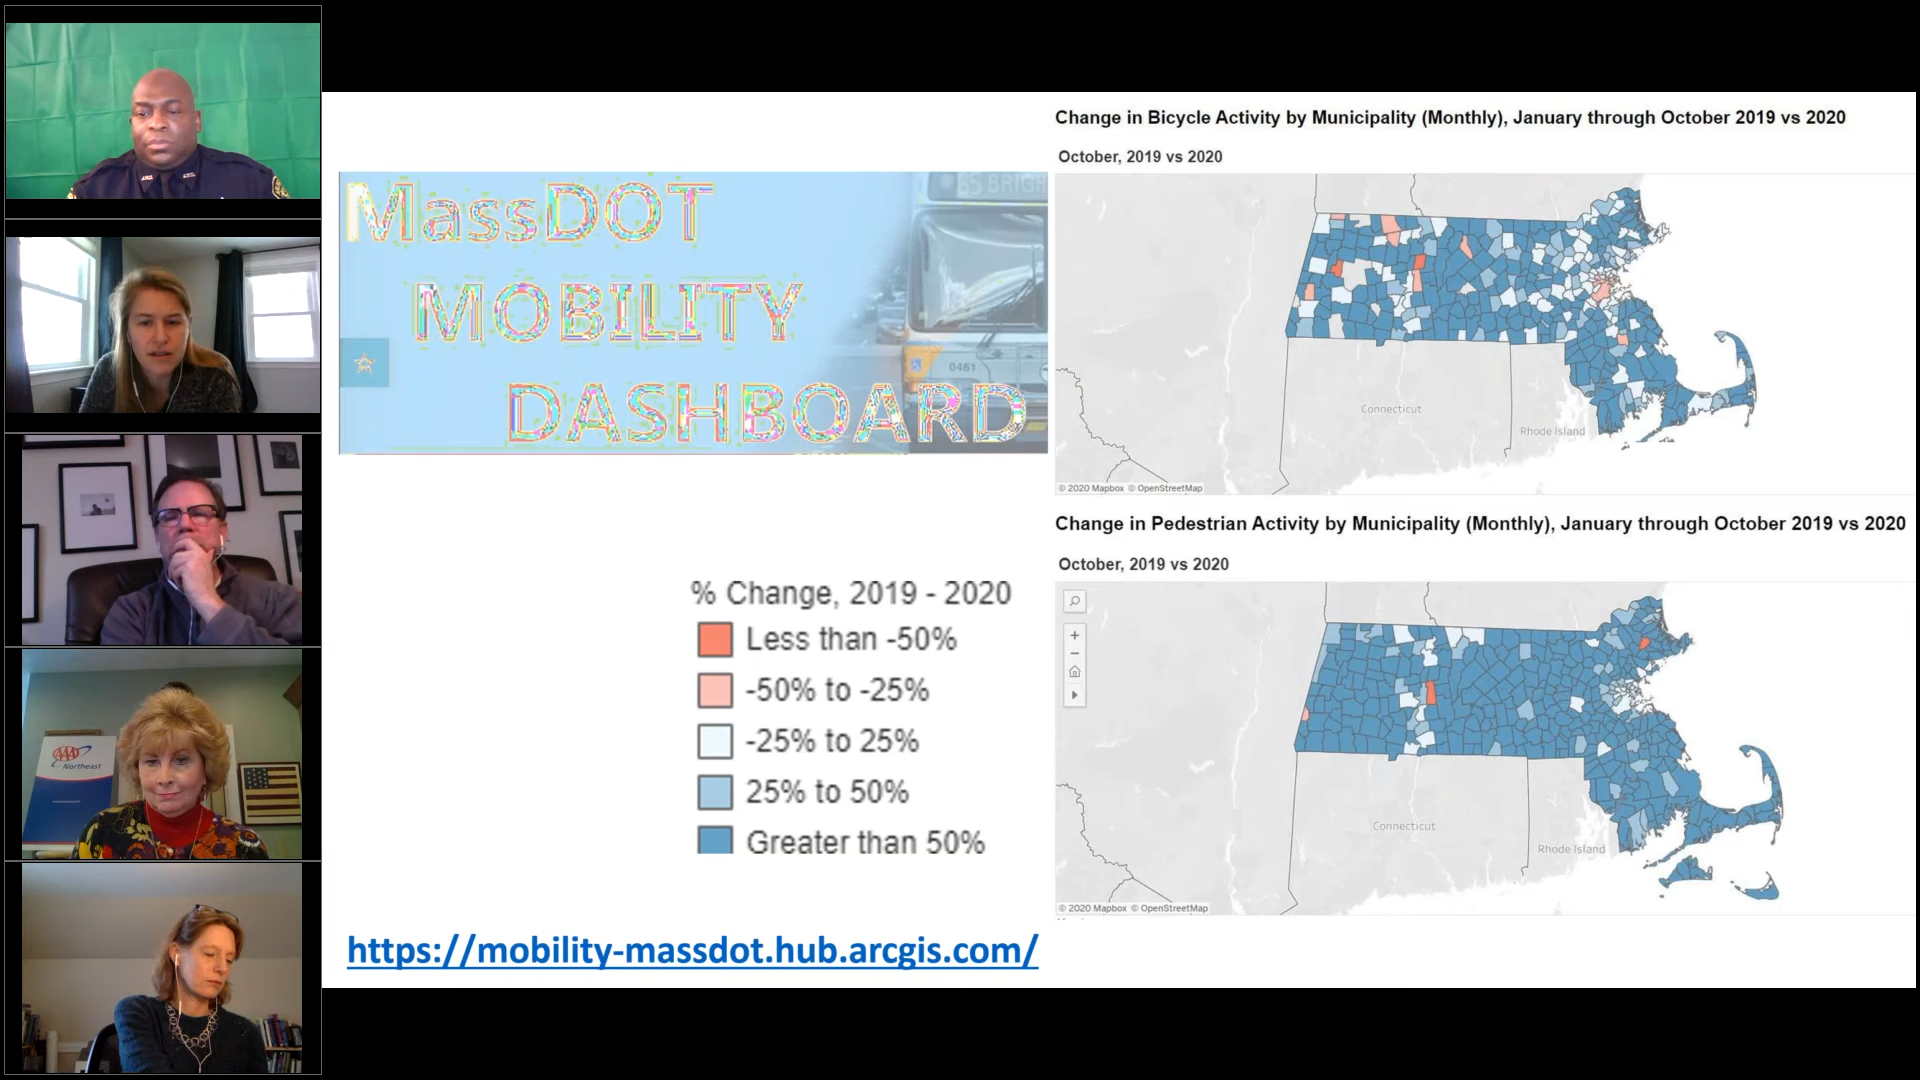 AAA
Northeast
MassDOT
MOBILITY
DASHBOARD
0461
% Change, 2019 - 2020
Less than -50%
-50% to -25%
-25% to 25%
25% to 50%
Greater than 50%
https://mobility-massdot.hub.arcgis.com/
Change in Bicycle Activity by Municipality (Monthly), January through October 2019 vs 2020
October, 2019 vs 2020
Connecticut
Rhode Island
© 2020 Mapbox © OpenStreetMap
Change in Pedestrian Activity by Municipality (Monthly), January through October 2019 vs 2020
October, 2019 vs 2020
Connecticut
Rhode Island
© 2020 Mapbox © OpenStreetMap